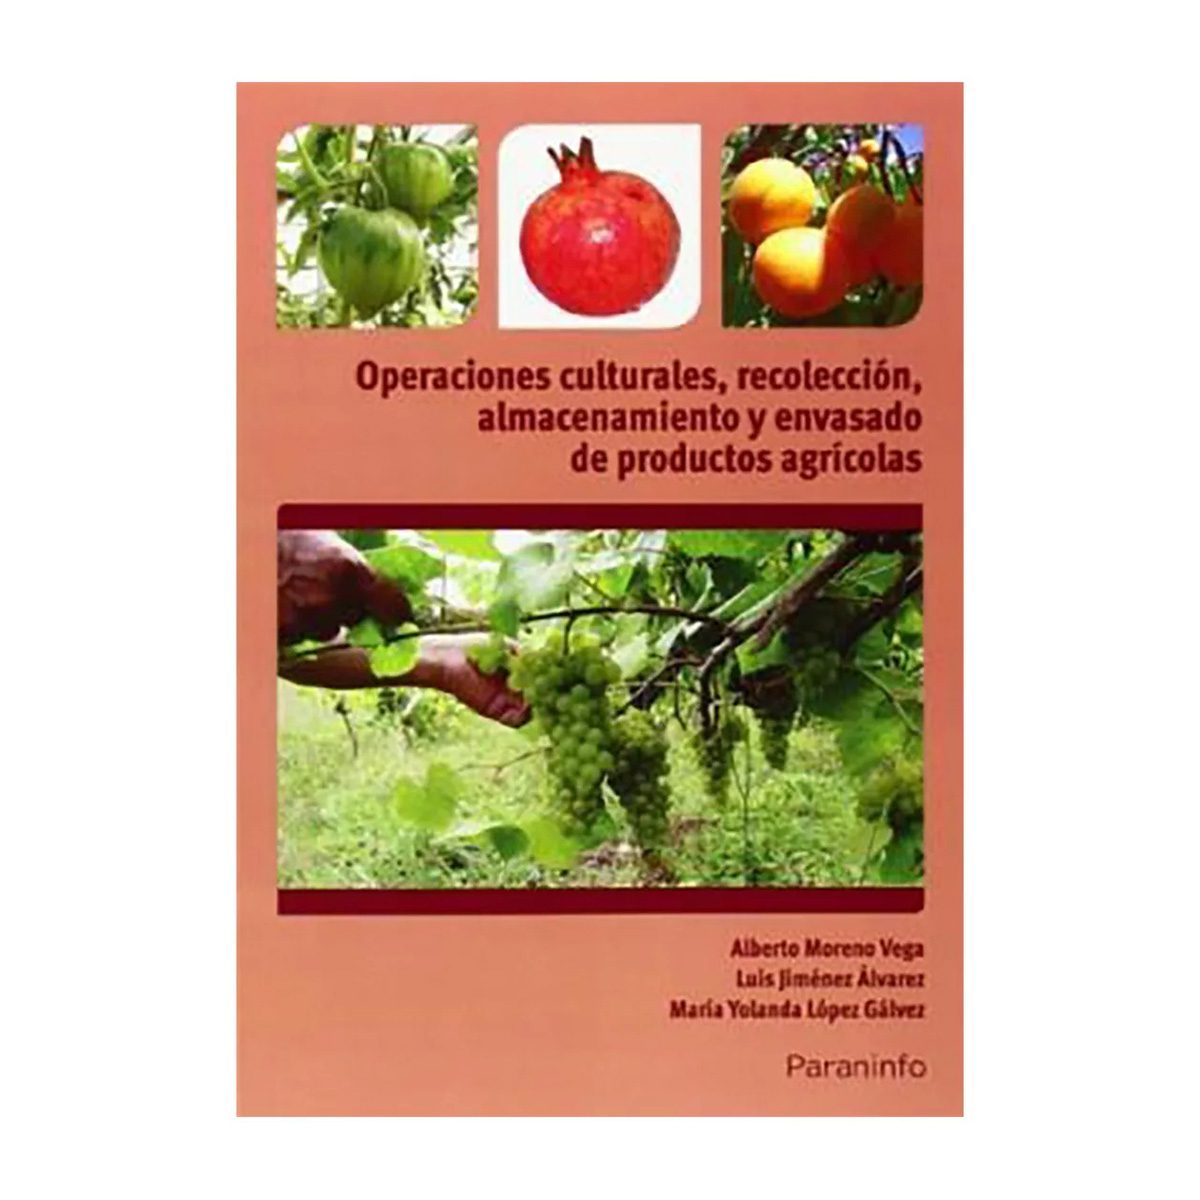 Operaciones culturales, recolección,
almacenamiento y envasado
de productos agrícolas
Alberto Moreno Vega
Luis Jiménez Álvarez
María Yolanda López Gálvez
Paraninfo